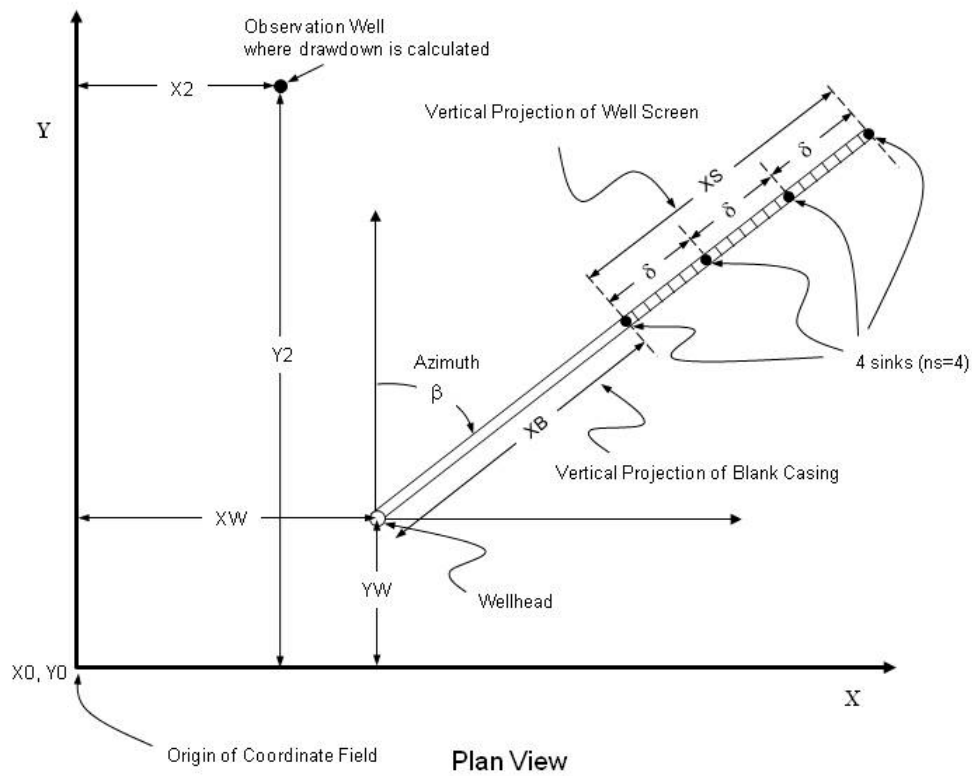 Observation Well
where drawdown is calculated
X2
Y
Vertical Projection of Well Screen
δ
XS
δ
δ
Y2
Azimuth
β
4 sinks (ns=4)
XB
Vertical Projection of Blank Casing
XW
YW
Wellhead
X0, Y0
X
Origin of Coordinate Field
Plan View